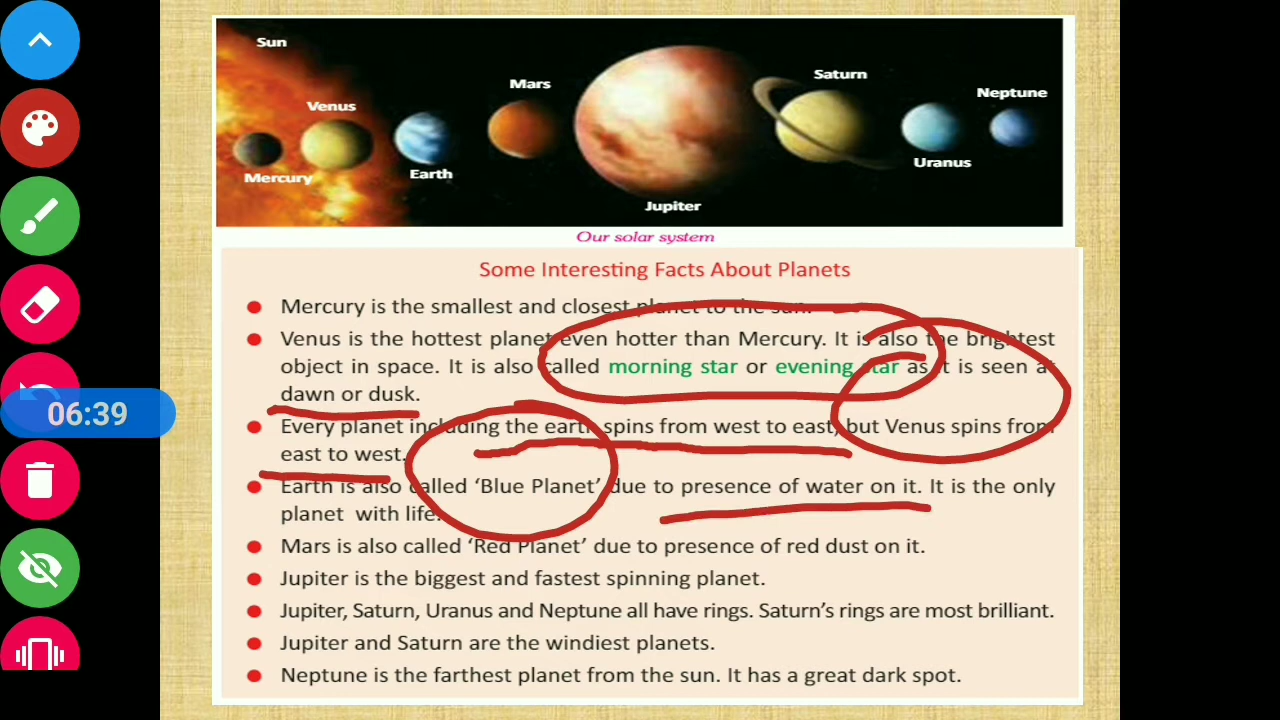 Sun
Mars
Saturn
Neptune
Venus
Mercury
Earth
Uranus
Jupiter
Our solar system
Some Interesting Facts About Planets
Mercury is the smallest and closest planet to the sun.
Venus is the hottest planet even hotter than Mercury. It is also the brightest
object in space. It is also called morning star or evening star as it is seen at
dawn or dusk.
06:39
Every planet including the earth spins from west to east, but Venus spins from
east to west.
Earth is also called ‘Blue Planet’ due to presence of water on it. It is the only
planet with life.
Mars is also called ‘Red Planet’ due to presence of red dust on it.
Jupiter is the biggest and fastest spinning planet.
Jupiter, Saturn, Uranus and Neptune all have rings. Saturn’s rings are most brilliant.
Jupiter and Saturn are the windiest planets.
Neptune is the farthest planet from the sun. It has a great dark spot.